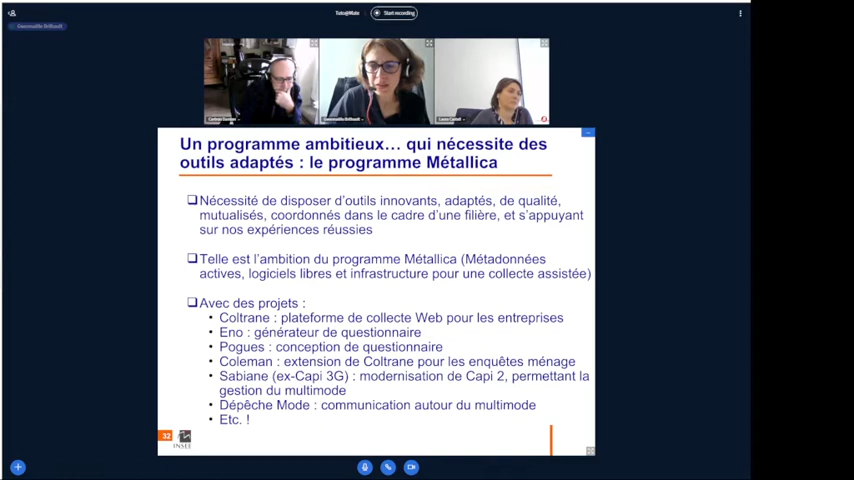 Tuto@Mate
Start recording
Gwennaëlle Brilhault
Gwennaëlle Brilhault
Un programme ambitieux… qui nécessite des
outils adaptés : le programme Métallica
Nécessité de disposer d'outils innovants, adaptés, de qualité,
mutualisés, coordonnés dans le cadre d'une filière, et s'appuyant
sur nos expériences réussies
Telle est l'ambition du programme Métallica (Métadonnées
actives, logiciels libres et infrastructure pour une collecte assistée)
Avec des projets :
• Coltrane : plateforme de collecte Web pour les entreprises
• Eno : générateur de questionnaire
• Pogues : conception de questionnaire
• Coleman : extension de Coltrane pour les enquêtes ménage
• Sabiane (ex-Capi 3G) : modernisation de Capi 2, permettant la
gestion du multimode
• Dépêche Mode : communication autour du multimode
• Etc. !
32
INSEE